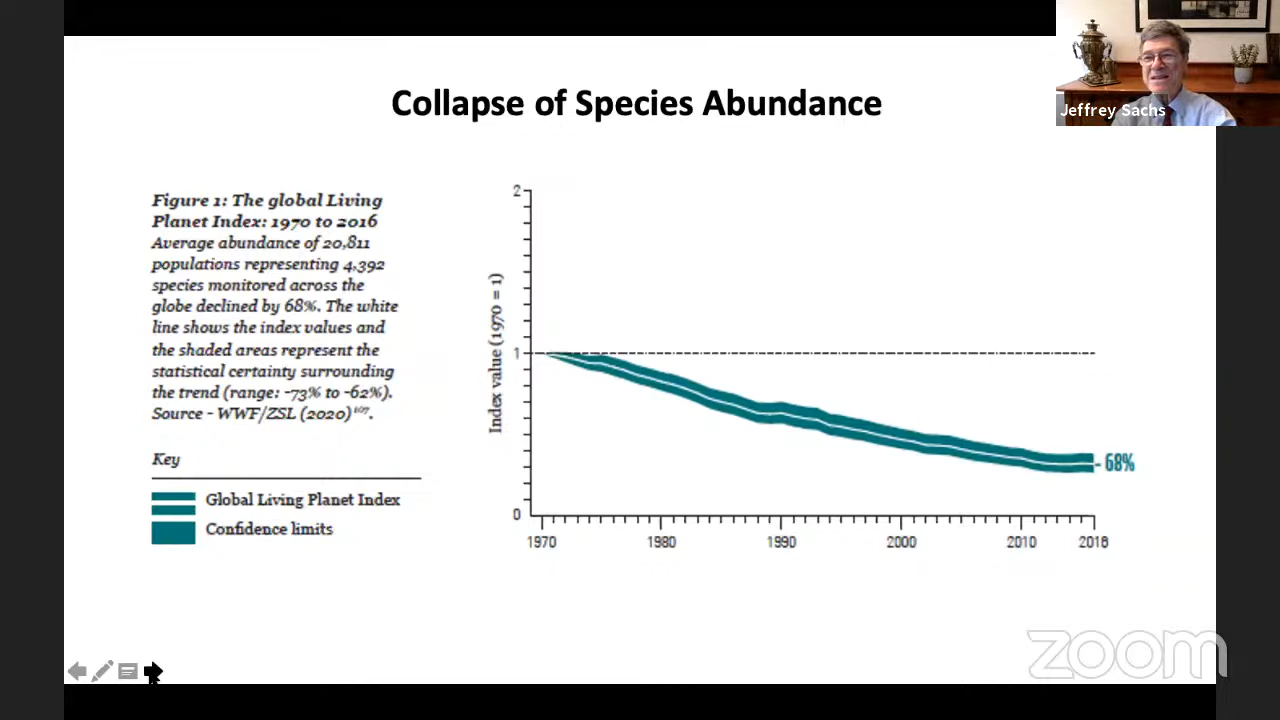 Collapse of Species Abundance
Jeffrey Sachs
Figure 1: The global Living
Planet Index: 1970 to 2016
Average abundance of 20,811
populations representing 4,392
species monitored across the
globe declined by 68%. The white
line shows the index values and
the shaded areas represent the
statistical certainty surrounding
the trend (range: -73% to -62%).
Source - WWF/ZSL (2020)¹⁰⁷.
Key
Global Living Planet Index
Confidence limits
Index value (1970 = 1)
2
1
0
- 68%
1970 1980 1990 2000 2010 2016
zoom